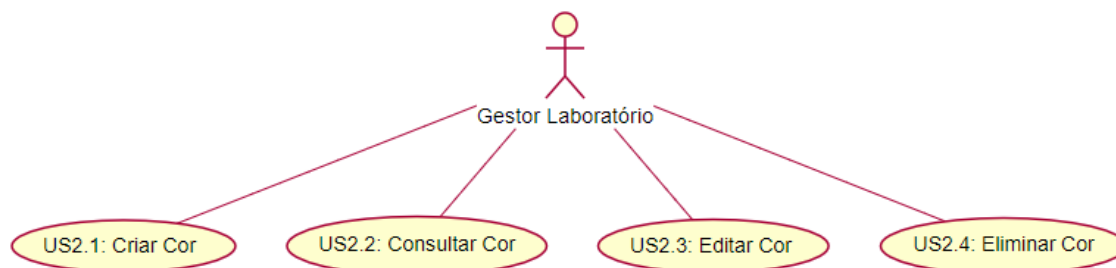 Gestor Laboratório
US2.1: Criar Cor
US2.2: Consultar Cor
US2.3: Editar Cor
US2.4: Eliminar Cor